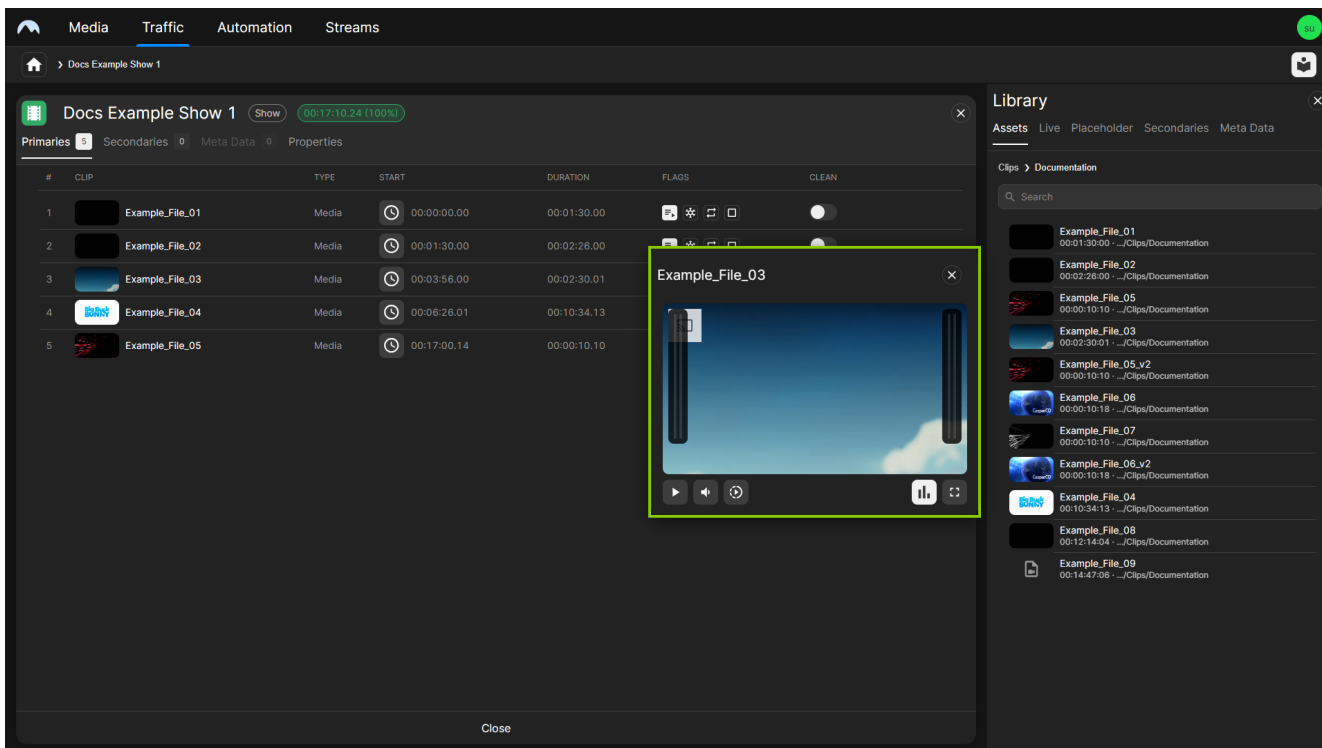 Media Traffic Automation Streams
su
Docs Example Show 1
Docs Example Show 1 Show 00:17:10.24 (100%)
Primaries 5 Secondaries 0 Meta Data 0 Properties
# CLIP TYPE START DURATION FLAGS CLEAN
1 Example_File_01 Media 00:00:00.00 00:01:30.00
2 Example_File_02 Media 00:01:30.00 00:02:26.00
3 Example_File_03 Media 00:03:56.00 00:02:30.01
4 Big Buck BUNNY Example_File_04 Media 00:06:26.01 00:10:34.13
5 Example_File_05 Media 00:17:00.14 00:00:10.10
Example_File_03
Close
Library
Assets Live Placeholder Secondaries Meta Data
Clips Documentation
Search
Example_File_01
00:01:30:00 - .../Clips/Documentation
Example_File_02
00:02:26:00 - .../Clips/Documentation
Example_File_05
00:00:10:10 - .../Clips/Documentation
Example_File_03
00:02:30:01 - .../Clips/Documentation
Example_File_05_v2
00:00:10:10 - .../Clips/Documentation
CasparCG
Example_File_06
00:00:10:18 - .../Clips/Documentation
Example_File_07
00:00:10:10 - .../Clips/Documentation
CasparCG
Example_File_06_v2
00:00:10:18 - .../Clips/Documentation
Big Buck BUNNY
Example_File_04
00:10:34:13 - .../Clips/Documentation
Example_File_08
00:12:14:04 - .../Clips/Documentation
Example_File_09
00:14:47:06 - .../Clips/Documentation